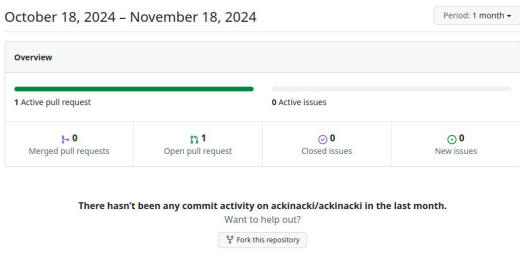 October 18, 2024 – November 18, 2024
Period: 1 month
Overview
1 Active pull request
0 Active issues
0
Merged pull requests
1
Open pull request
0
Closed issues
0
New issues
There hasn’t been any commit activity on ackinacki/ackinacki in the last month.
Want to help out?
Fork this repository